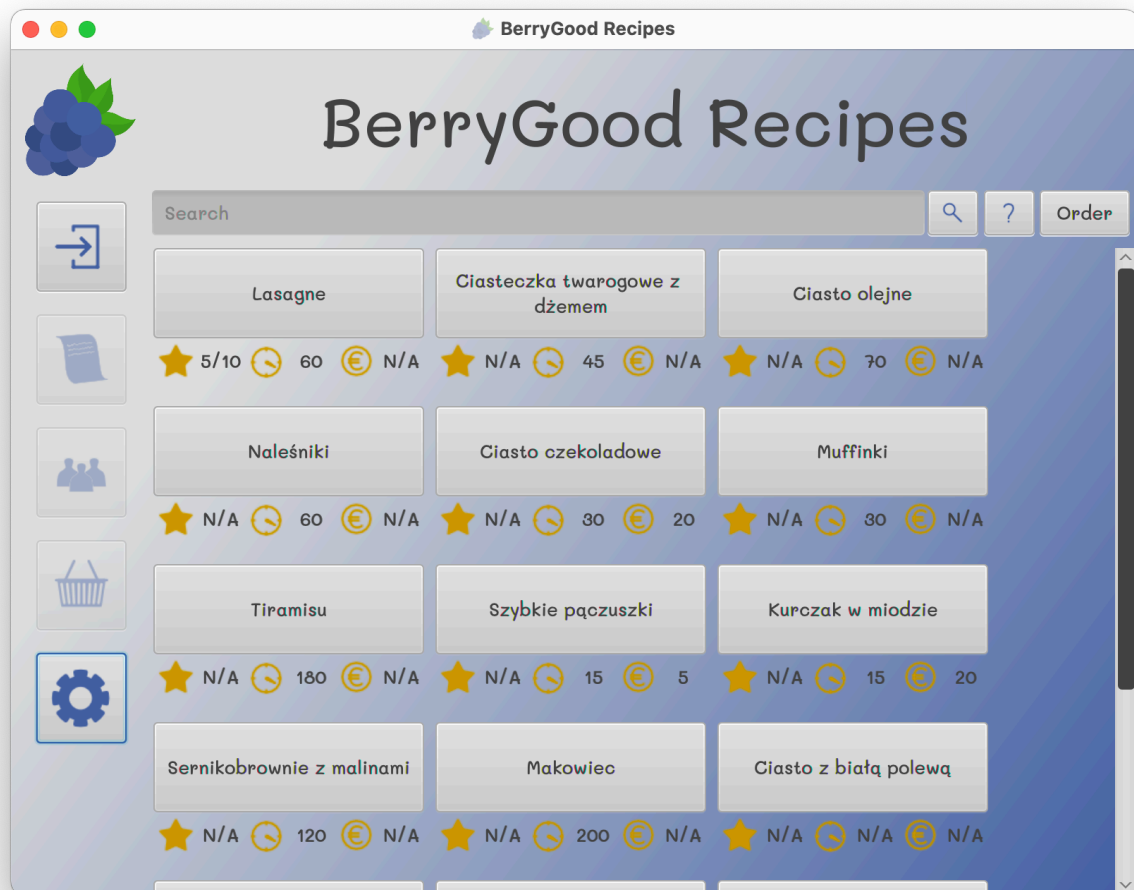 BerryGood Recipes
BerryGood Recipes
Search
?
Order
Lasagne
Ciasteczka twarogowe z
dżemem
Ciasto olejne
5/10 60 € N/A N/A 45 € N/A N/A 70 € N/A
Naleśniki
Ciasto czekoladowe
Muffinki
N/A 60 € N/A N/A 30 € 20 N/A 30 € N/A
Tiramisu
Szybkie pączuszki
Kurczak w miodzie
N/A 180 € N/A N/A 15 € 5 N/A 15 € 20
Sernikobrownie z malinami
Makowiec
Ciasto z białą polewą
N/A 120 € N/A N/A 200 € N/A N/A N/A € N/A